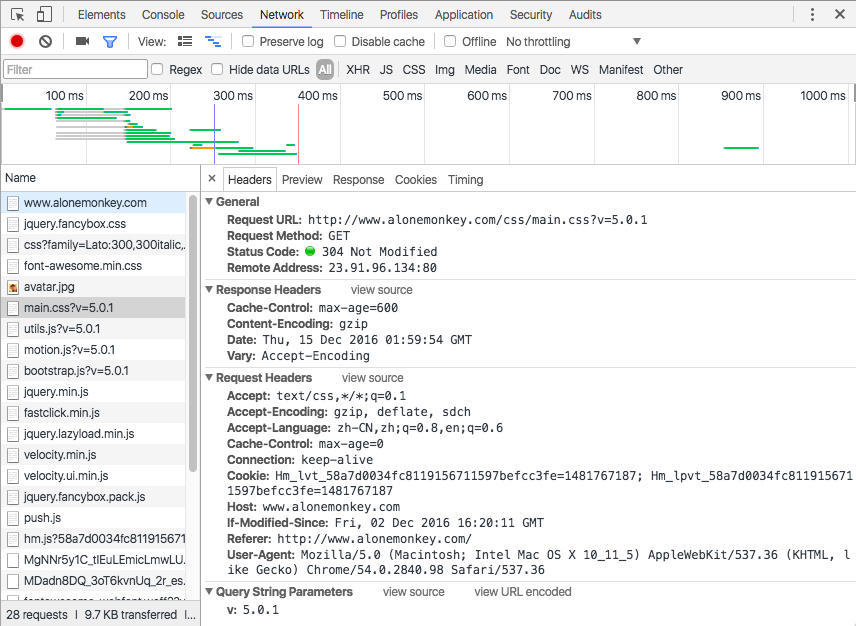 Elements Console Sources Network Timeline Profiles Application Security Audits
View: Preserve log Disable cache Offline No throttling
Filter Regex Hide data URLs All XHR JS CSS Img Media Font Doc WS Manifest Other
100 ms 200 ms 300 ms 400 ms 500 ms 600 ms 700 ms 800 ms 900 ms 1000 ms
Name
www.alonemonkey.com
jquery.fancybox.css
css?family=Lato:300,300italic,
font-awesome.min.css
avatar.jpg
main.css?v=5.0.1
utils.js?v=5.0.1
motion.js?v=5.0.1
bootstrap.js?v=5.0.1
jquery.min.js
fastclick.min.js
jquery.lazyload.min.js
velocity.min.js
velocity.ui.min.js
jquery.fancybox.pack.js
push.js
hm.js?58a7d0034fc811915671
MgNNr5y1C_tIEuLEmicLmwLU.
MDadn8DQ_3oT6kvnUq_2r_es.
28 requests | 9.7 KB transferred | ...
× Headers Preview Response Cookies Timing
General
Request URL: http://www.alonemonkey.com/css/main.css?v=5.0.1
Request Method: GET
Status Code: 304 Not Modified
Remote Address: 23.91.96.134:80
Response Headers view source
Cache-Control: max-age=600
Content-Encoding: gzip
Date: Thu, 15 Dec 2016 01:59:54 GMT
Vary: Accept-Encoding
Request Headers view source
Accept: text/css,*/*;q=0.1
Accept-Encoding: gzip, deflate, sdch
Accept-Language: zh-CN,zh;q=0.8,en;q=0.6
Cache-Control: max-age=0
Connection: keep-alive
Cookie: Hm_lvt_58a7d0034fc8119156711597befcc3fe=1481767187; Hm_lpvt_58a7d0034fc811915671
1597befcc3fe=1481767187
Host: www.alonemonkey.com
If-Modified-Since: Fri, 02 Dec 2016 16:20:11 GMT
Referer: http://www.alonemonkey.com/
User-Agent: Mozilla/5.0 (Macintosh; Intel Mac OS X 10_11_5) AppleWebKit/537.36 (KHTML, l
ike Gecko) Chrome/54.0.2840.98 Safari/537.36
Query String Parameters view source view URL encoded
v: 5.0.1